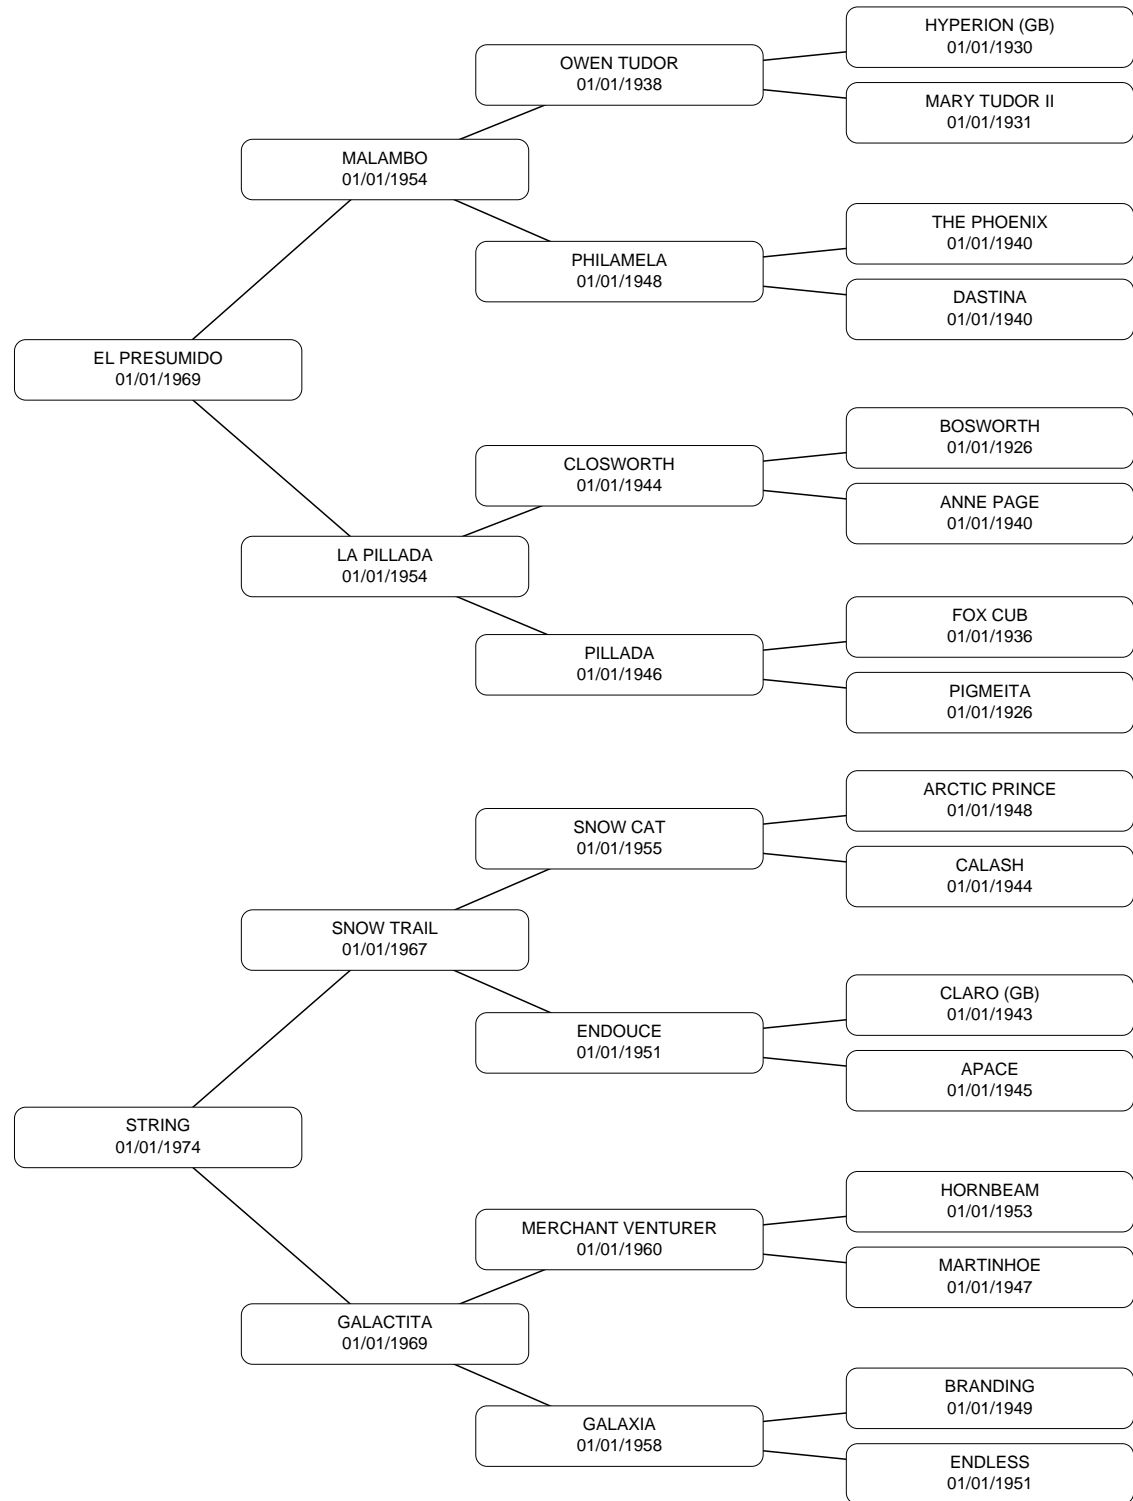 HYPERION (GB)
01/01/1930
OWEN TUDOR
01/01/1938
MARY TUDOR II
01/01/1931
MALAMBO
01/01/1954
THE PHOENIX
01/01/1940
PHILAMELA
01/01/1948
DASTINA
01/01/1940
EL PRESUMIDO
01/01/1969
BOSWORTH
01/01/1926
CLOSWORTH
01/01/1944
ANNE PAGE
01/01/1940
LA PILLADA
01/01/1954
FOX CUB
01/01/1936
PILLADA
01/01/1946
PIGMEITA
01/01/1926
ARCTIC PRINCE
01/01/1948
SNOW CAT
01/01/1955
CALASH
01/01/1944
SNOW TRAIL
01/01/1967
CLARO (GB)
01/01/1943
ENDOUCE
01/01/1951
APACE
01/01/1945
STRING
01/01/1974
HORNBEAM
01/01/1953
MERCHANT VENTURER
01/01/1960
MARTINHOE
01/01/1947
GALACTITA
01/01/1969
BRANDING
01/01/1949
GALAXIA
01/01/1958
ENDLESS
01/01/1951